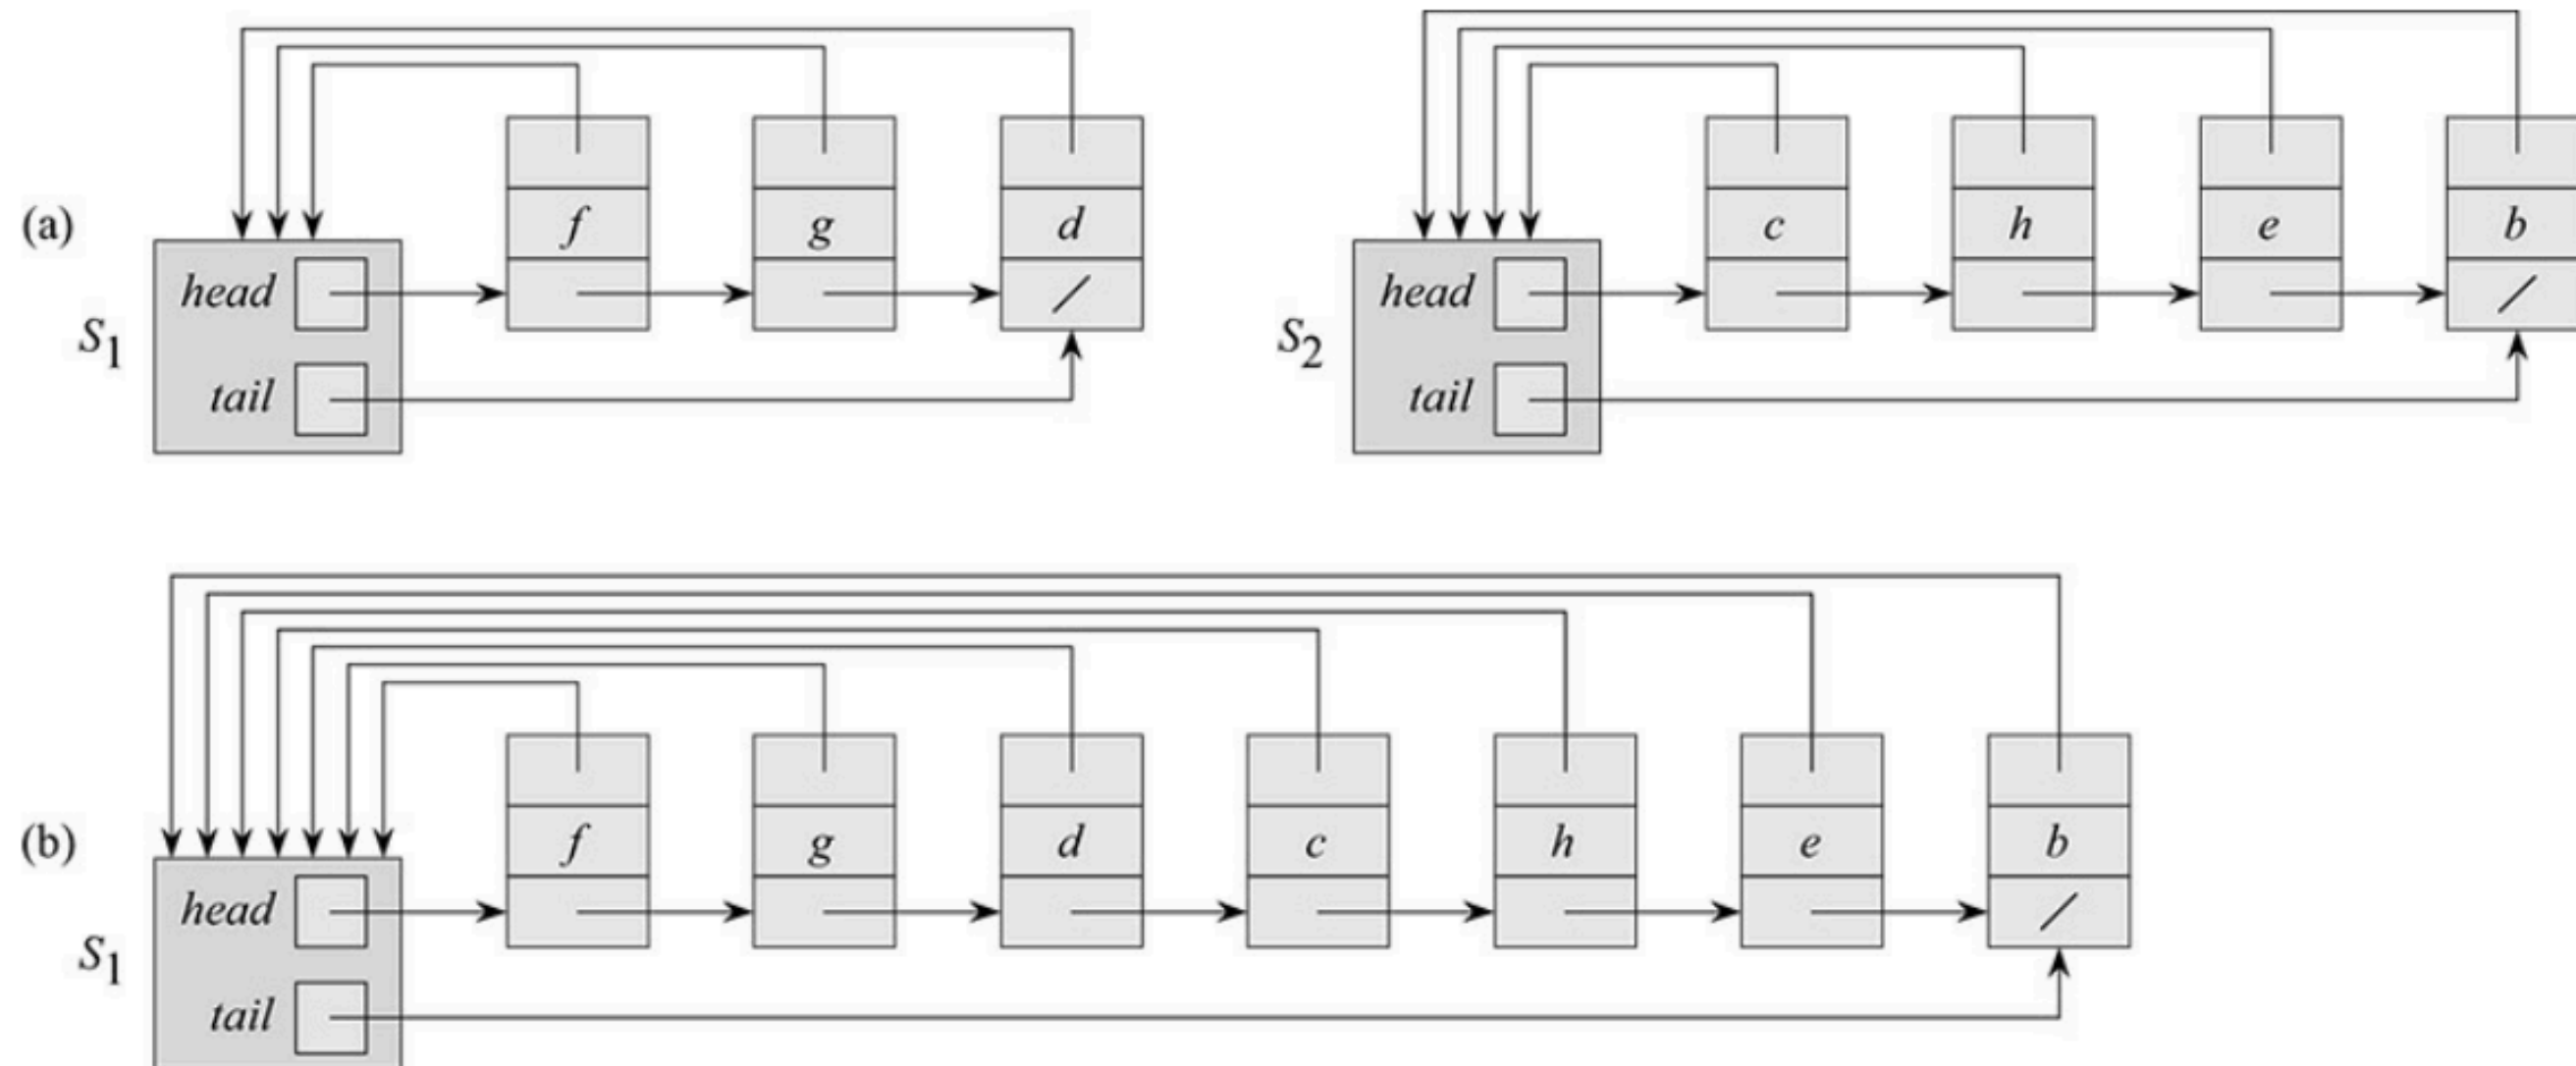 (a)
f g d
/
head
tail
S1
c h e b
/
head
tail
S2
(b)
f g d c h e b
/
head
tail
S1